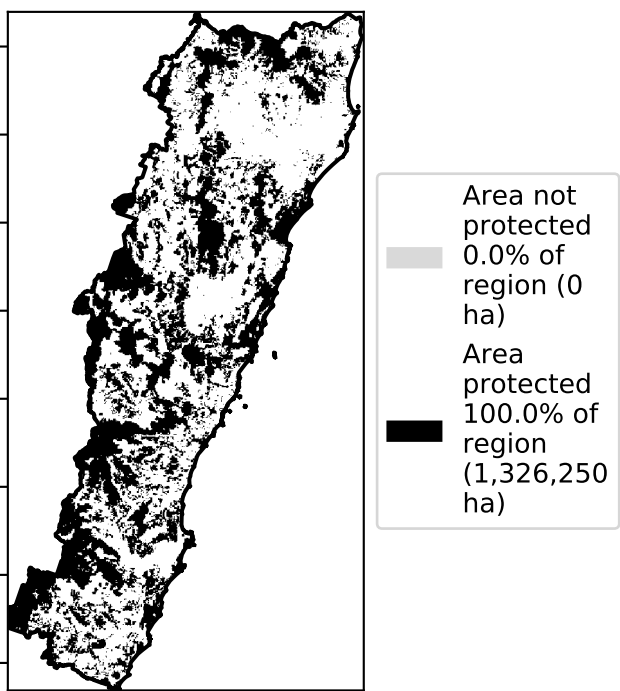 Area not
protected
0.0% of
region (0
ha)
Area
protected
100.0% of
region
(1,326,250
ha)